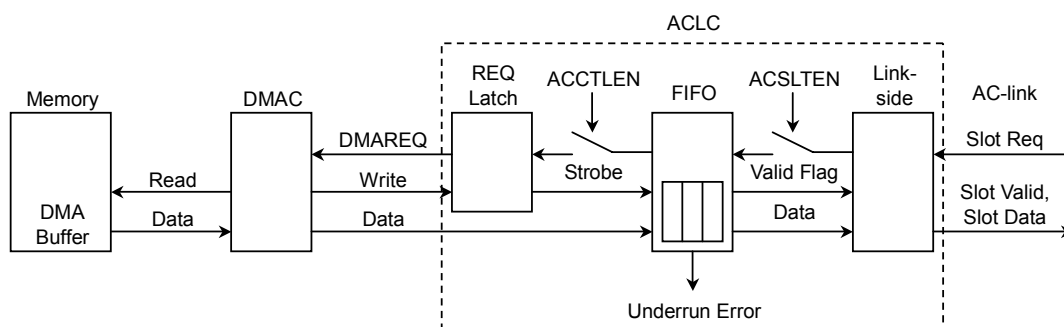 ACLC
REQ
Latch
ACCTLEN
FIFO
ACSLTEN
Link-
side
Memory
DMAC
AC-link
DMAREQ
Slot Req
Strobe
Valid Flag
Read
Write
Slot Valid,
Slot Data
DMA
Buffer
Data
Data
Data
Underrun Error